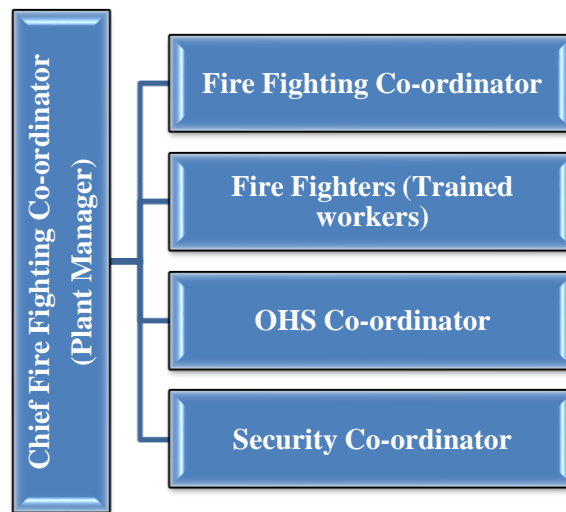 Chief Fire Fighting Co-ordinator
(Plant Manager)
Fire Fighting Co-ordinator
Fire Fighters (Trained
workers)
OHS Co-ordinator
Security Co-ordinator